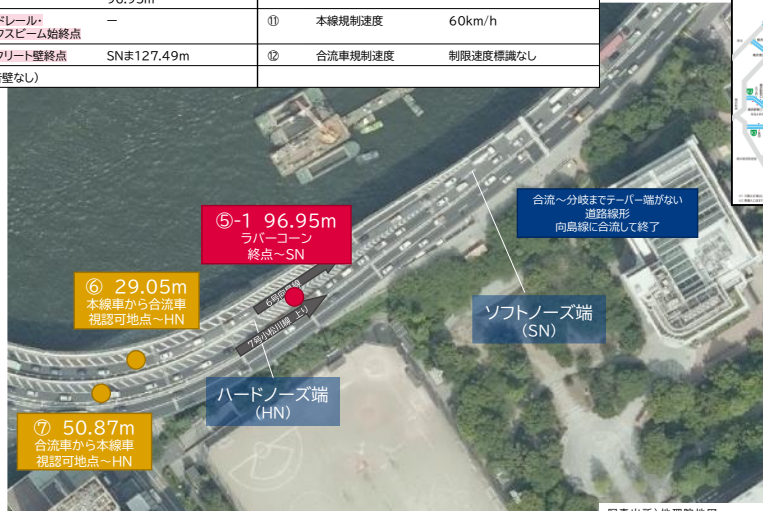 96.95m
ドレール・
ウスビーム始終点
－
⑪
本線規制速度
60km/h
クリート壁終点
SNま127.49m
⑫
合流車規制速度
制限速度標識なし
音壁なし）
合流～分岐までテーパー端がない
道路線形
向島線に合流して終了
⑤-1 96.95m
ラバーコーン
終点～SN
⑥ 29.05m
本線車から合流車
視認可地点～HN
6号向島線
7号小松川線 上り
ソフトノーズ端
（SN）
ハードノーズ端
（HN）
⑦ 50.87m
合流車から本線車
視認可地点～HN